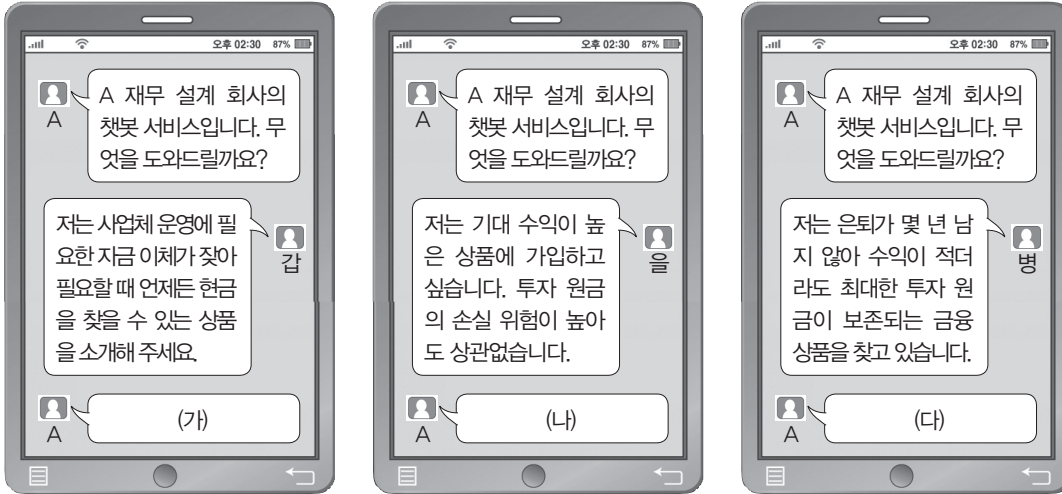 오후 02:30 87%
A 재무 설계 회사의
챗봇 서비스입니다. 무
엇을 도와드릴까요?
A
저는 사업체 운영에 필
요한 자금 이체가 잦아
필요할 때 언제든 현금
을 찾을 수 있는 상품
을 소개해 주세요.
갑
(가)
A
오후 02:30 87%
A 재무 설계 회사의
챗봇 서비스입니다. 무
엇을 도와드릴까요?
A
저는 기대 수익이 높
은 상품에 가입하고
싶습니다. 투자 원금
의 손실 위험이 높아
도 상관없습니다.
을
(나)
A
오후 02:30 87%
A 재무 설계 회사의
챗봇 서비스입니다. 무
엇을 도와드릴까요?
A
저는 은퇴가 몇 년 남
지 않아 수익이 적더
라도 최대한 투자 원
금이 보존되는 금융
상품을 찾고 있습니다.
병
(다)
A